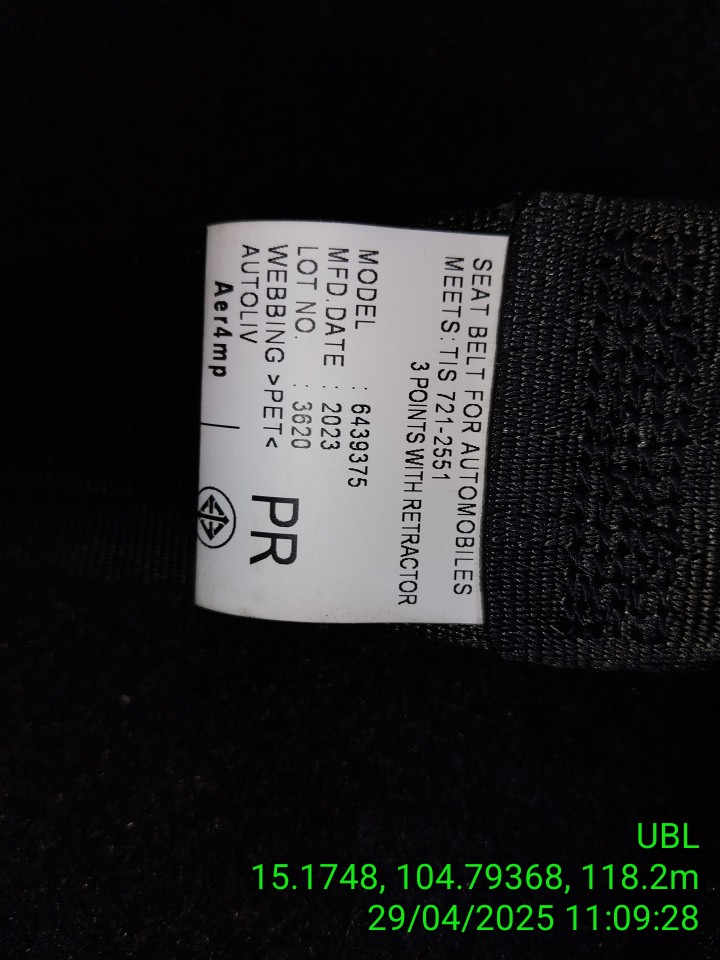 SEAT BELT FOR AUTOMOBILES
MEETS: TIS 721-2551
3 POINTS WITH RETRACTOR
MODEL : 6439375
MFD.DATE : 2023
LOT NO. : 3620
WEBBING >PET<
AUTOLIV
PR
Aer4mp
UBL
15.1748, 104.79368, 118.2m
29/04/2025 11:09:28